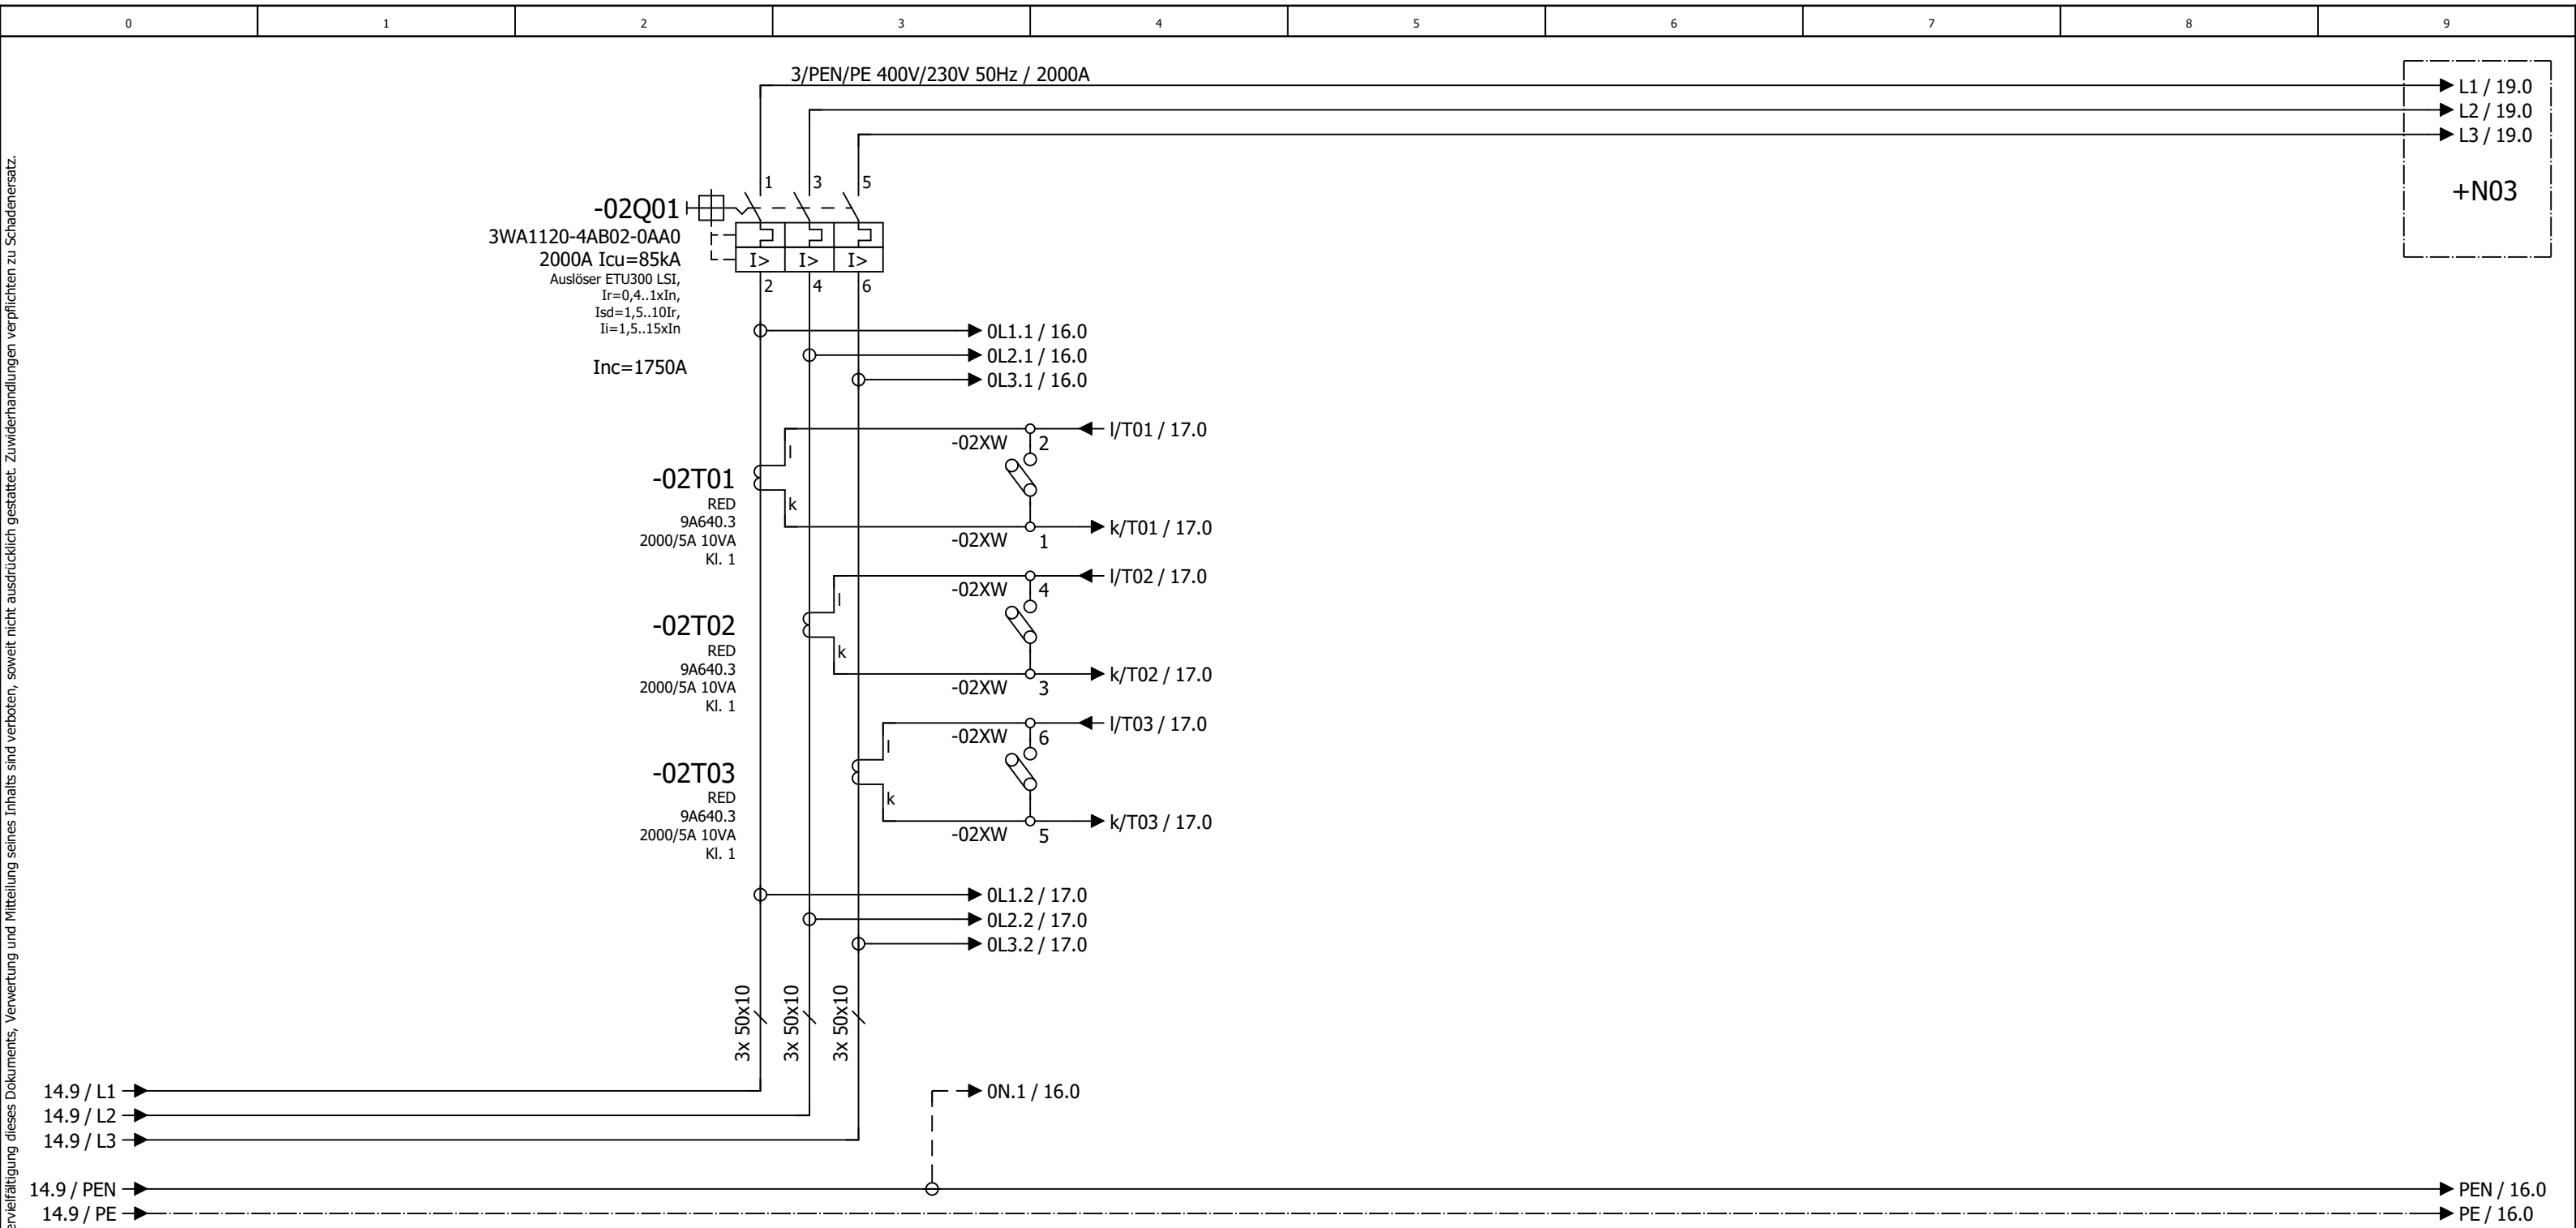 0 1 2 3 4 5 6 7 8 9
3/PEN/PE 400V/230V 50Hz / 2000A
L1 / 19.0
L2 / 19.0
L3 / 19.0
+N03
1 3 5
-02Q01
3WA1120-4AB02-0AA0
2000A Icu=85kA
Auslöser ETU300 LSI,
Ir=0,4..1xIn,
Isd=1,5..10Ir,
Ii=1,5..15xIn
Inc=1750A
I> I> I>
2 4 6
0L1.1 / 16.0
0L2.1 / 16.0
0L3.1 / 16.0
-02T01
RED
9A640.3
2000/5A 10VA
Kl. 1
l
k
-02XW 2
l/T01 / 17.0
-02XW 1
k/T01 / 17.0
-02T02
RED
9A640.3
2000/5A 10VA
Kl. 1
l
k
-02XW 4
l/T02 / 17.0
-02XW 3
k/T02 / 17.0
-02T03
RED
9A640.3
2000/5A 10VA
Kl. 1
l
k
-02XW 6
l/T03 / 17.0
-02XW 5
k/T03 / 17.0
0L1.2 / 17.0
0L2.2 / 17.0
0L3.2 / 17.0
3x 50x10
3x 50x10
3x 50x10
14.9 / L1
14.9 / L2
14.9 / L3
0N.1 / 16.0
14.9 / PEN
14.9 / PE
PEN / 16.0
PE / 16.0
ervielfältigung dieses Dokuments, Verwertung und Mitteilung seines Inhalts sind verboten, soweit nicht ausdrücklich gestattet. Zuwiderhandlungen verpflichten zu Schadenersatz.